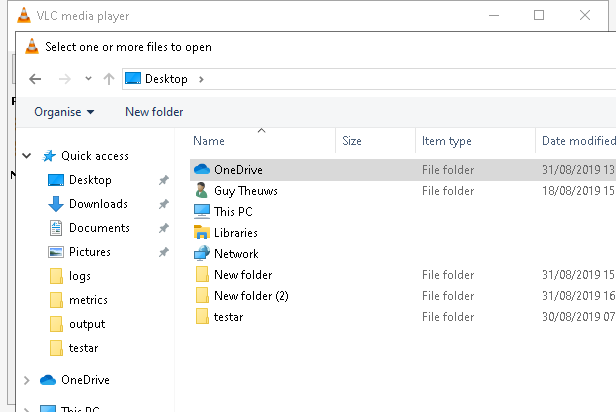 VLC media player
Select one or more files to open
Desktop
Organise New folder
Name Size Item type Date modified
Quick access
Desktop
Downloads
Documents
Pictures
logs
metrics
output
testar
OneDrive
This PC
OneDrive File folder 31/08/2019 13
Guy Theuws File folder 18/08/2019 15
This PC
Libraries
Network
New folder File folder 31/08/2019 15
New folder (2) File folder 31/08/2019 16
testar File folder 30/08/2019 07